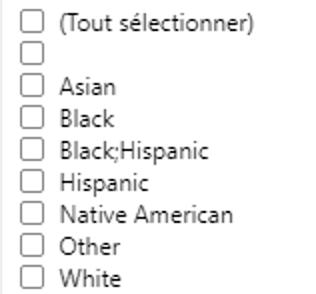 (Tout sélectionner)
Asian
Black
Black;Hispanic
Hispanic
Native American
Other
White